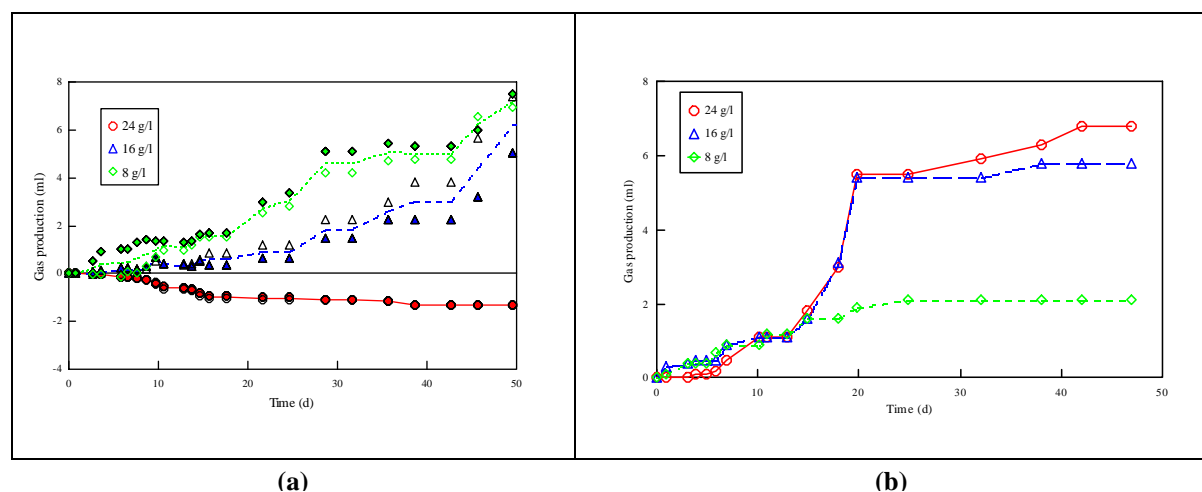 8
6
4
2
0
-2
-4
Gas production (ml)
24 g/l
16 g/l
8 g/l
0 10 20 30 40 50
Time (d)
(a)
8
6
4
2
0
Gas production (ml)
24 g/l
16 g/l
8 g/l
0 10 20 30 40 50
Time (d)
(b)